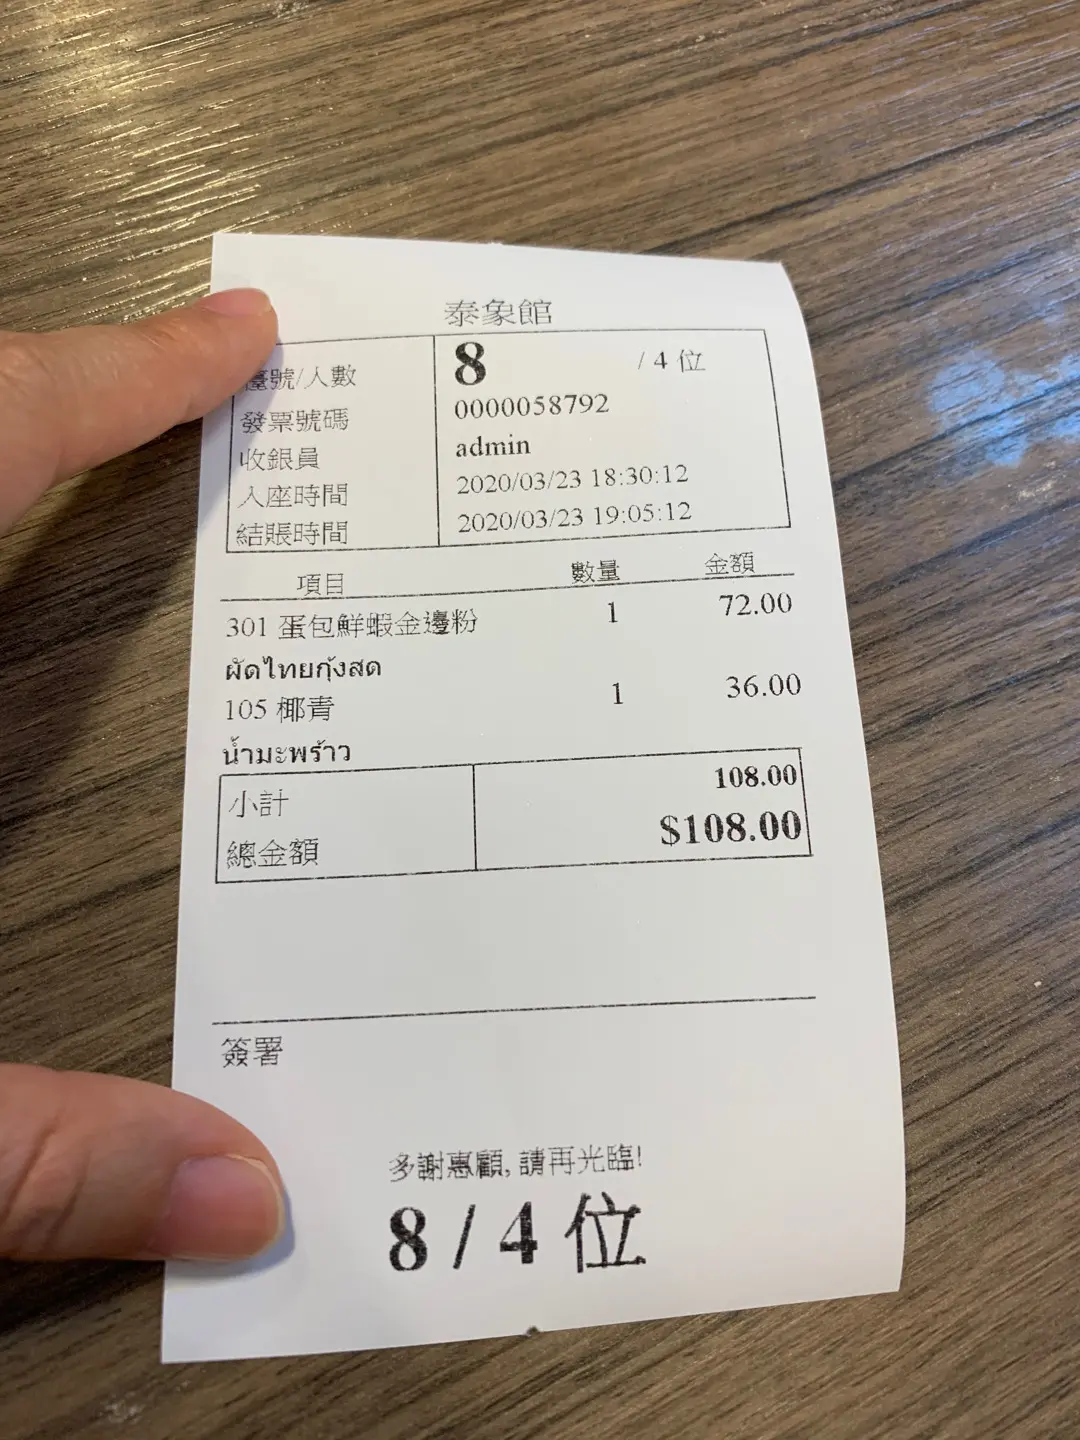 泰象館
檯號/人數 8 / 4 位
發票號碼 0000058792
收銀員 admin
入座時間 2020/03/23 18:30:12
結賬時間 2020/03/23 19:05:12
項目 數量 金額
301 蛋包鮮蝦金邊粉 1 72.00
ผัดไทยกุ้งสด
105 椰青 1 36.00
น้ำมะพร้าว
小計 108.00
總金額 $108.00
簽署
多謝惠顧, 請再光臨!
8 / 4 位